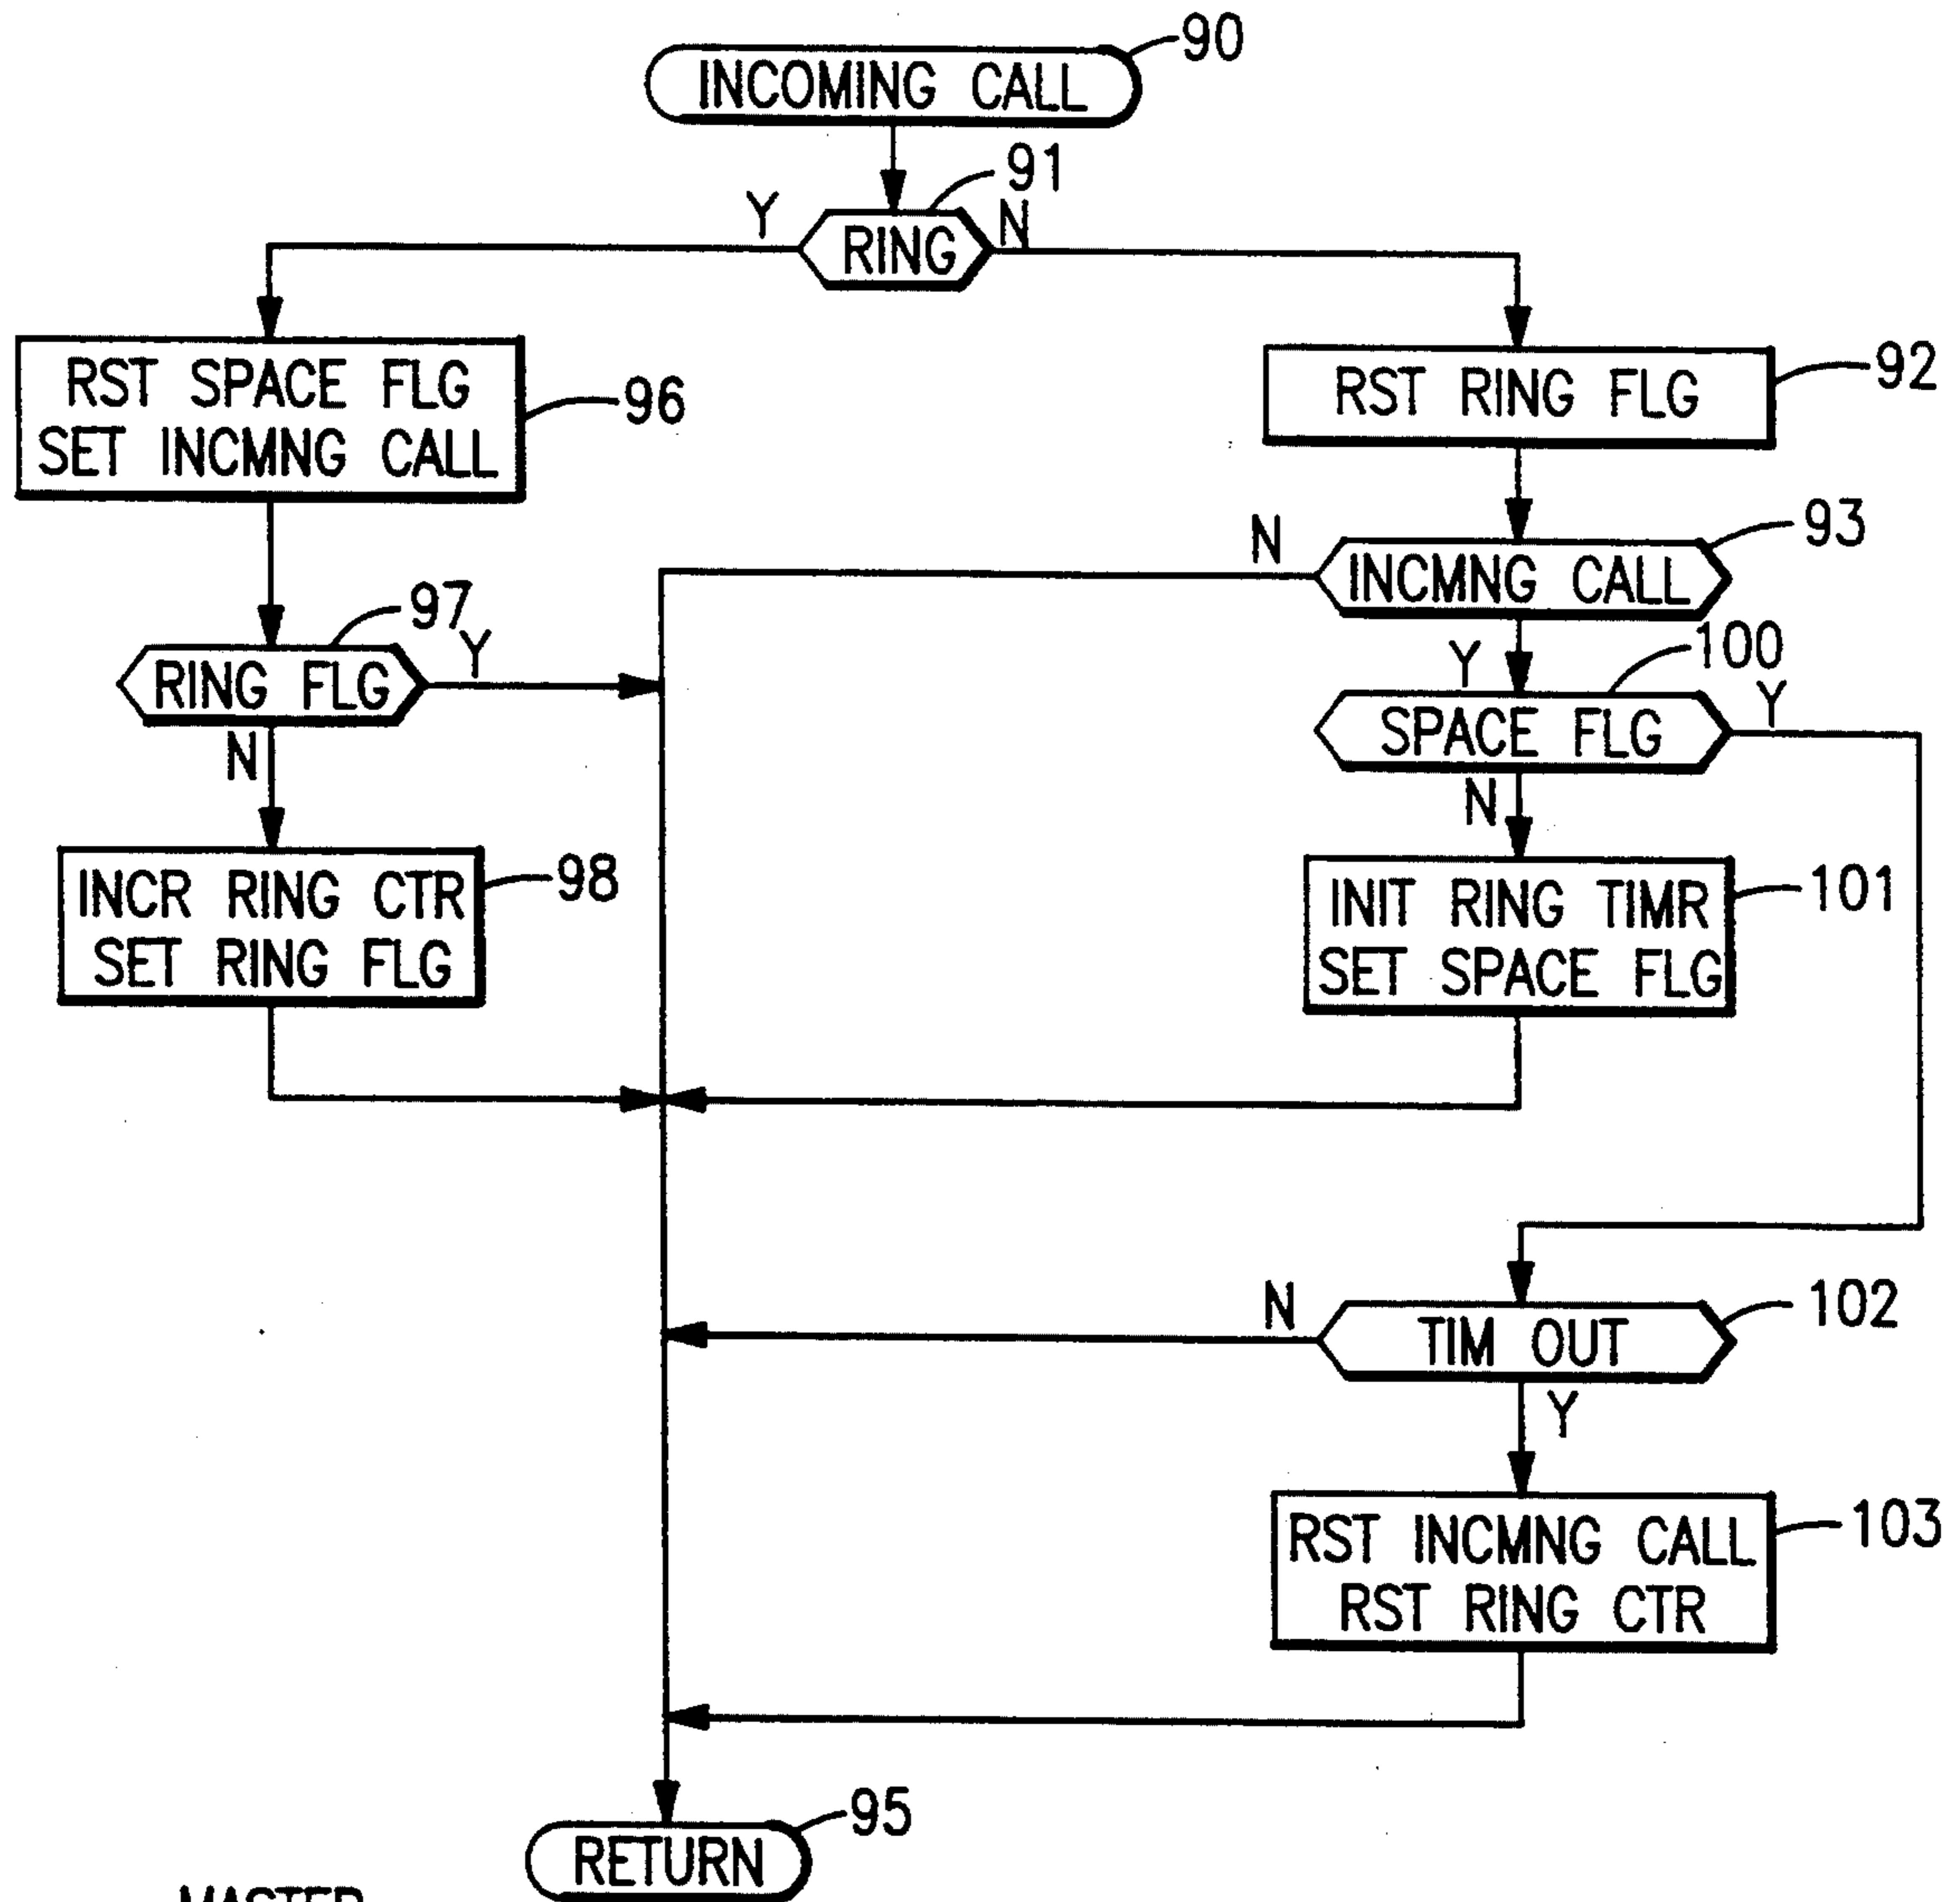 90
INCOMING CALL
91
Y
N
RING
RST SPACE FLG
SET INCMNG CALL
96
RST RING FLG
92
N
INCMNG CALL
93
97
Y
RING FLG
N
Y
100
SPACE FLG
Y
N
INCR RING CTR
SET RING FLG
98
INIT RING TIMR
SET SPACE FLG
101
N
TIM OUT
102
Y
RST INCMNG CALL
RST RING CTR
103
RETURN
95
MASTER